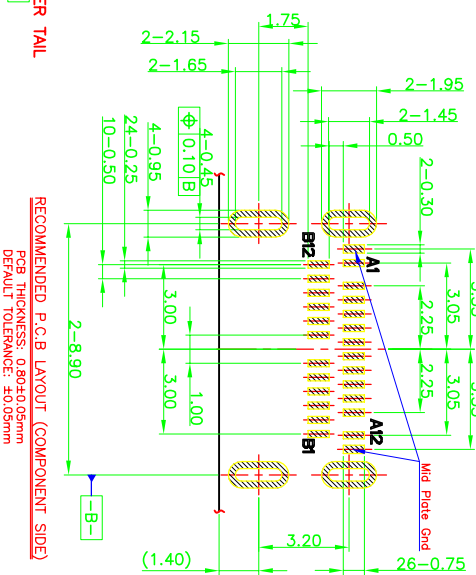 1.75
2-2.15
2-1.65
2-1.95
2-1.45
0.50
4-0.45
⌖ 0.10 B
4-0.95
24-0.25
10-0.50
2-0.30
B12
A1
3.05
2.25
3.00
2-8.90
3.00
1.00
2.25
3.05
A12
B1
Mid Plate Gnd
-B-
3.20
(1.40)
26-0.75
ER TAIL
RECOMMENDED P.C.B LAYOUT (COMPONENT SIDE)
PCB THICKNESS: 0.80±0.05mm
DEFAULT TOLERANCE: ±0.05mm